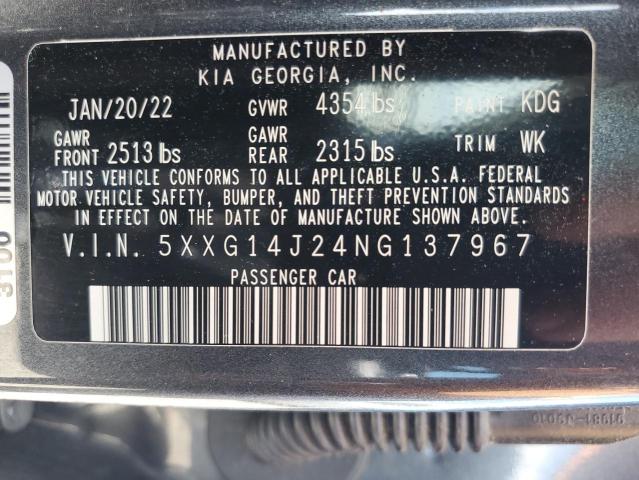 MANUFACTURED BY
KIA GEORGIA, INC.
JAN/20/22 GVWR 4354 lbs PAINT KDG
GAWR FRONT 2513 lbs GAWR REAR 2315 lbs TRIM WK
THIS VEHICLE CONFORMS TO ALL APPLICABLE U.S.A. FEDERAL
MOTOR VEHICLE SAFETY, BUMPER, AND THEFT PREVENTION STANDARDS
IN EFFECT ON THE DATE OF MANUFACTURE SHOWN ABOVE.
V.I.N. 5XXG14J24NG137967
PASSENGER CAR
3100